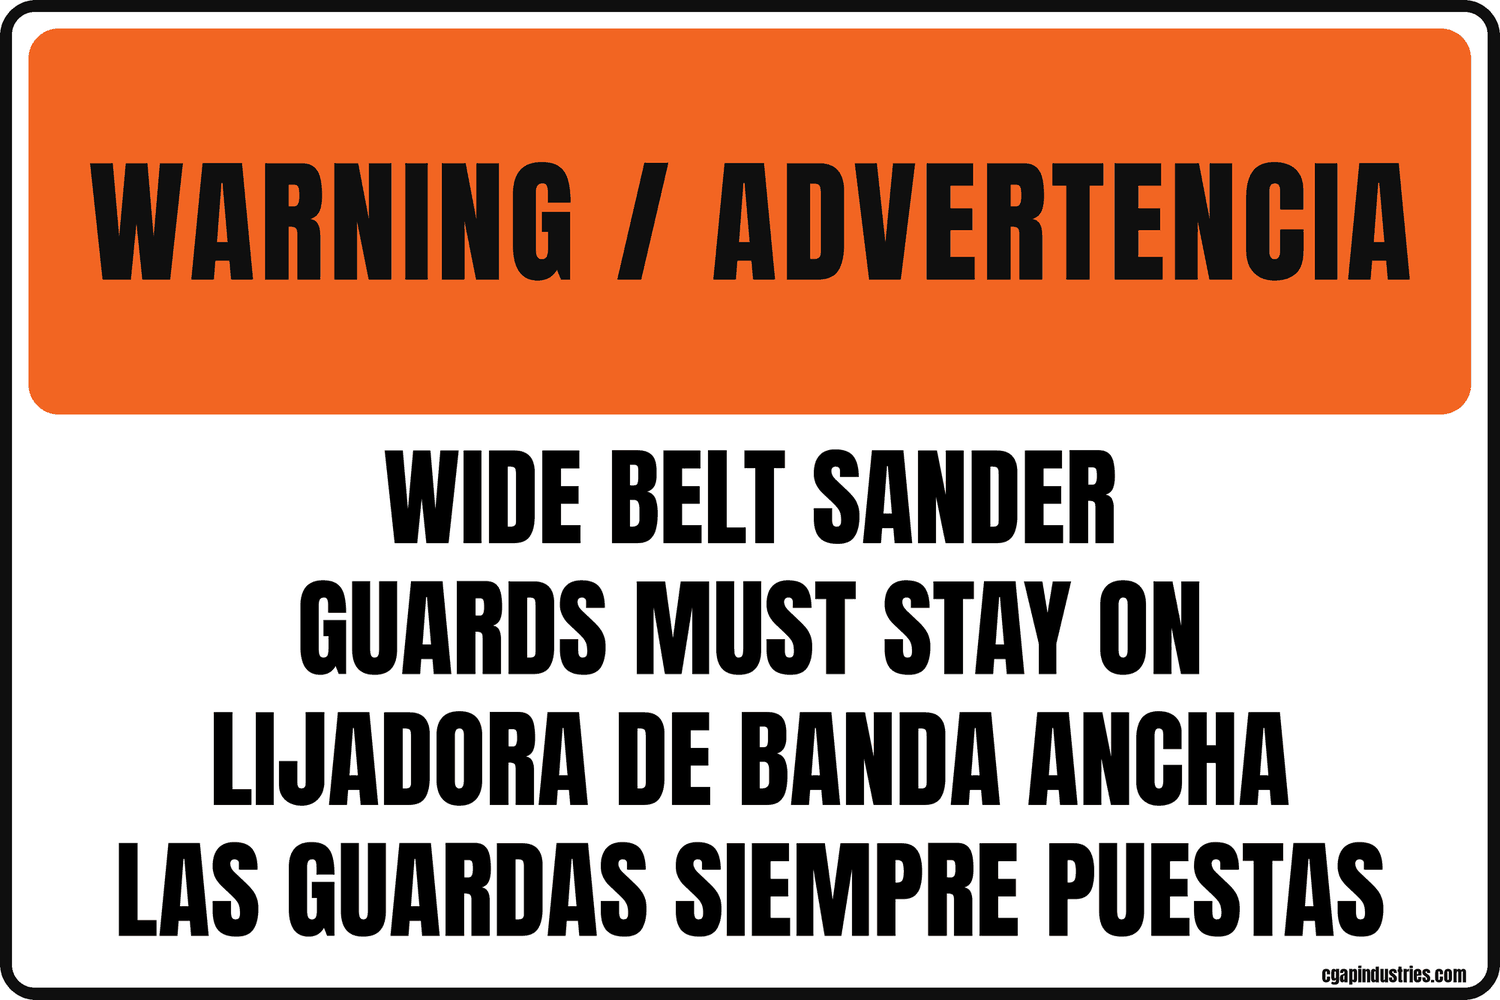 WARNING / ADVERTENCIA
WIDE BELT SANDER
GUARDS MUST STAY ON
LIJADORA DE BANDA ANCHA
LAS GUARDAS SIEMPRE PUESTAS
cgapindustries.com